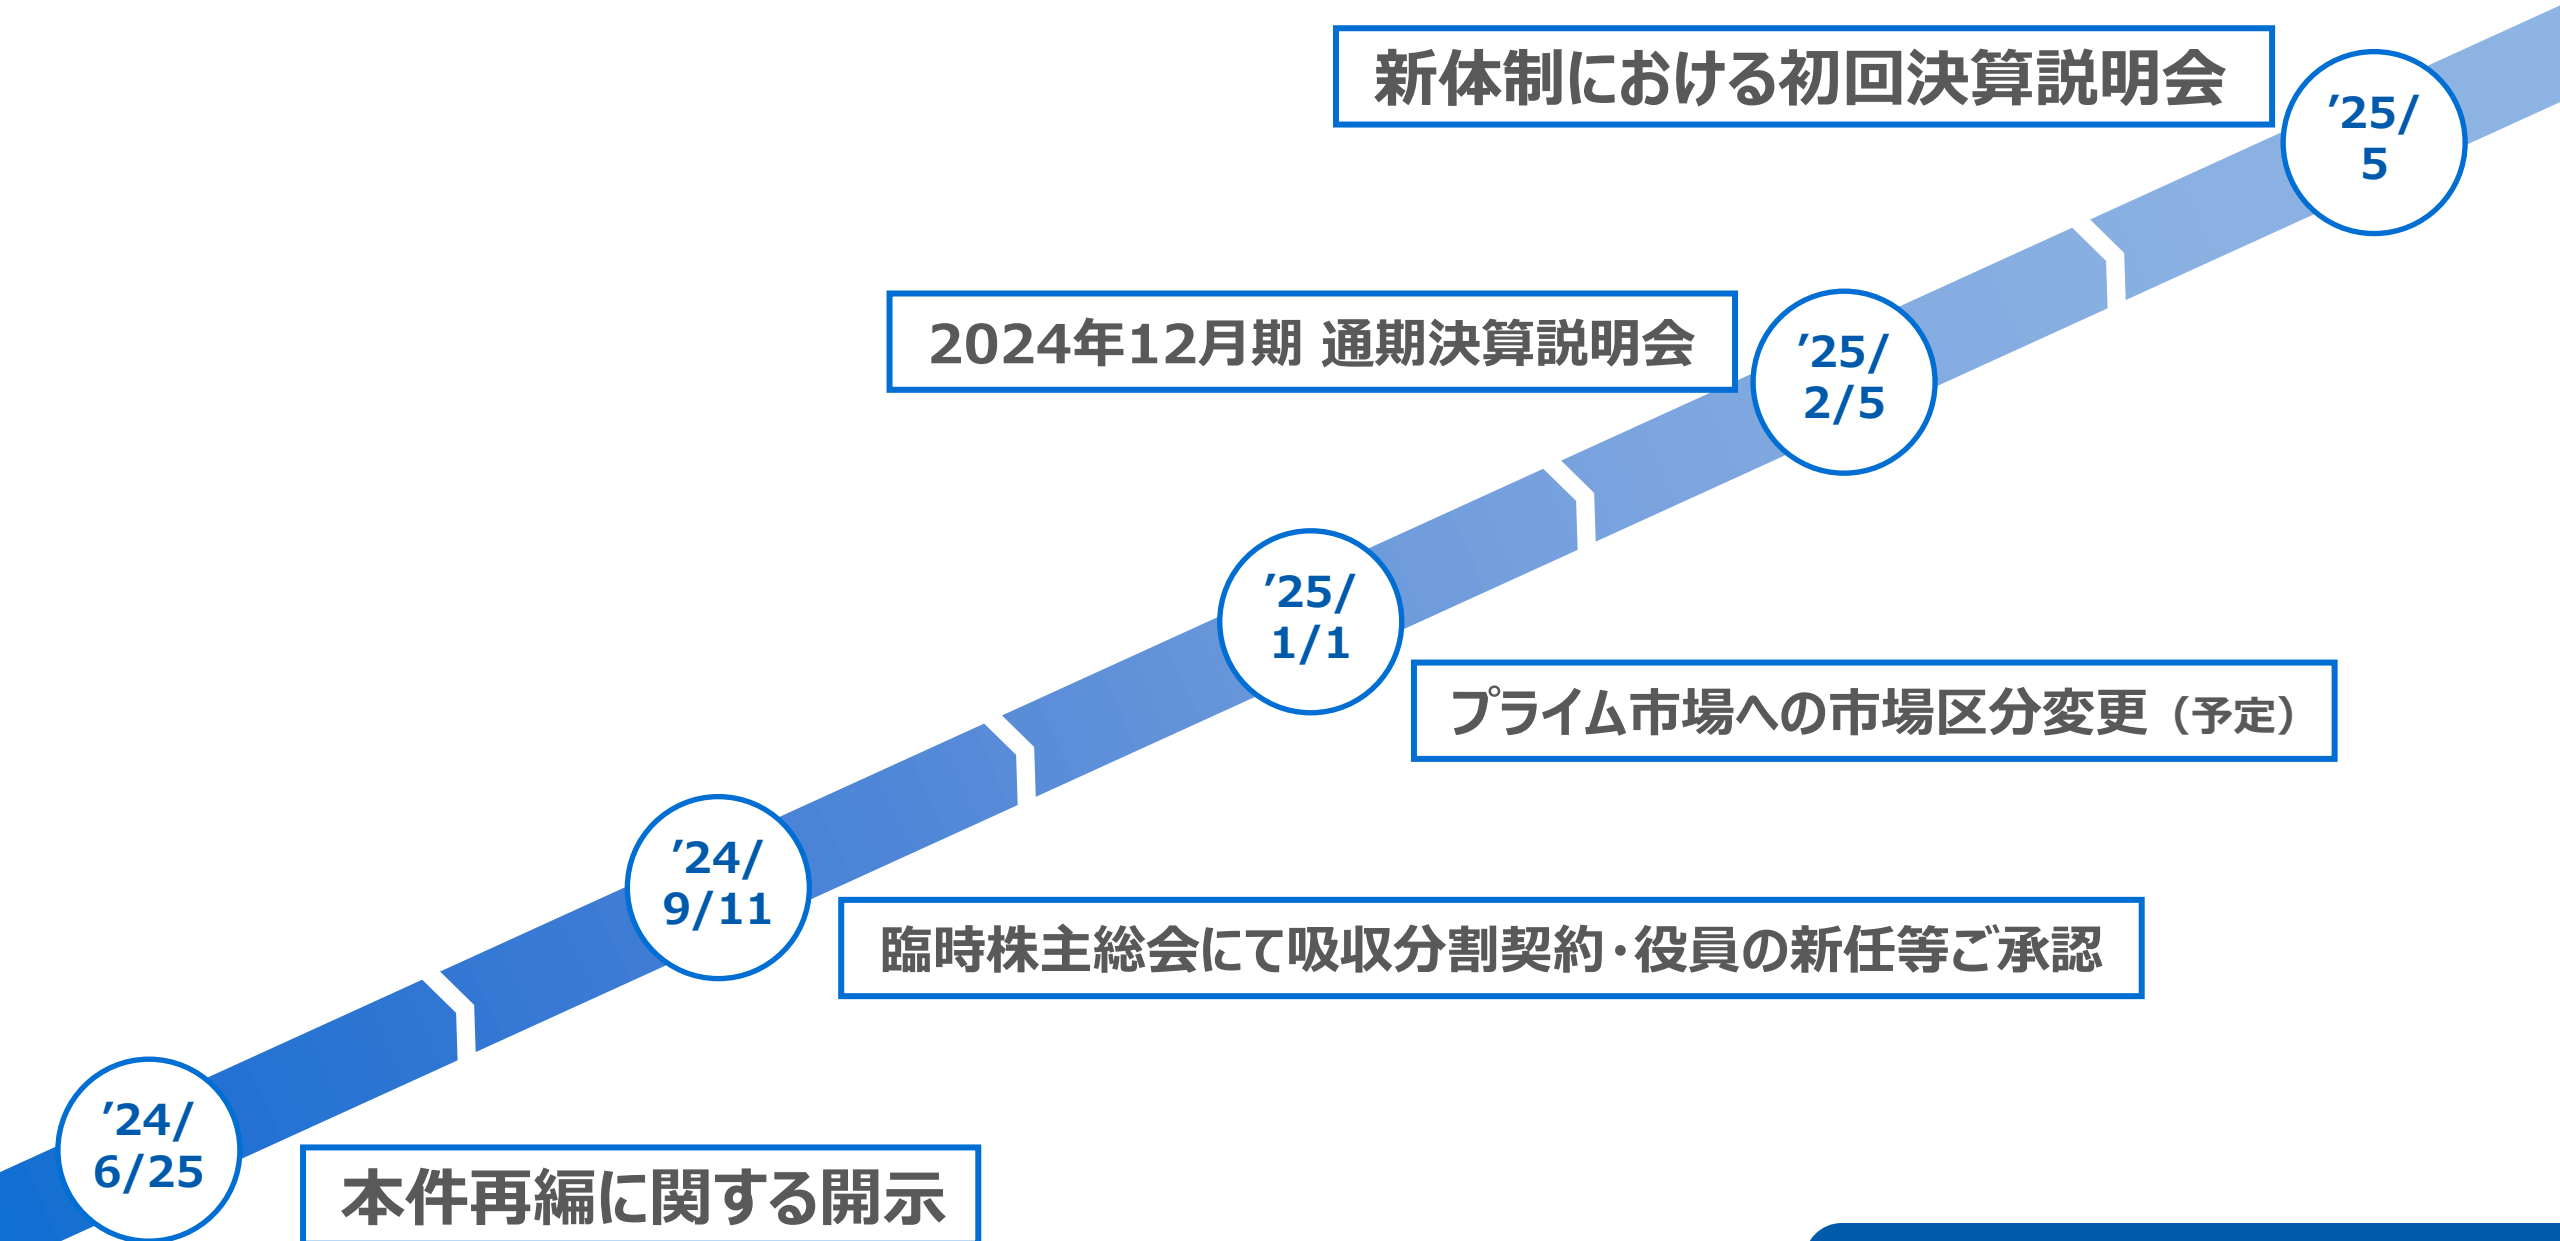 新体制における初回決算説明会
’25/
5
2024年12月期 通期決算説明会
’25/
2/5
’25/
1/1
プライム市場への市場区分変更（予定）
’24/
9/11
臨時株主総会にて吸収分割契約・役員の新任等ご承認
’24/
6/25
本件再編に関する開示